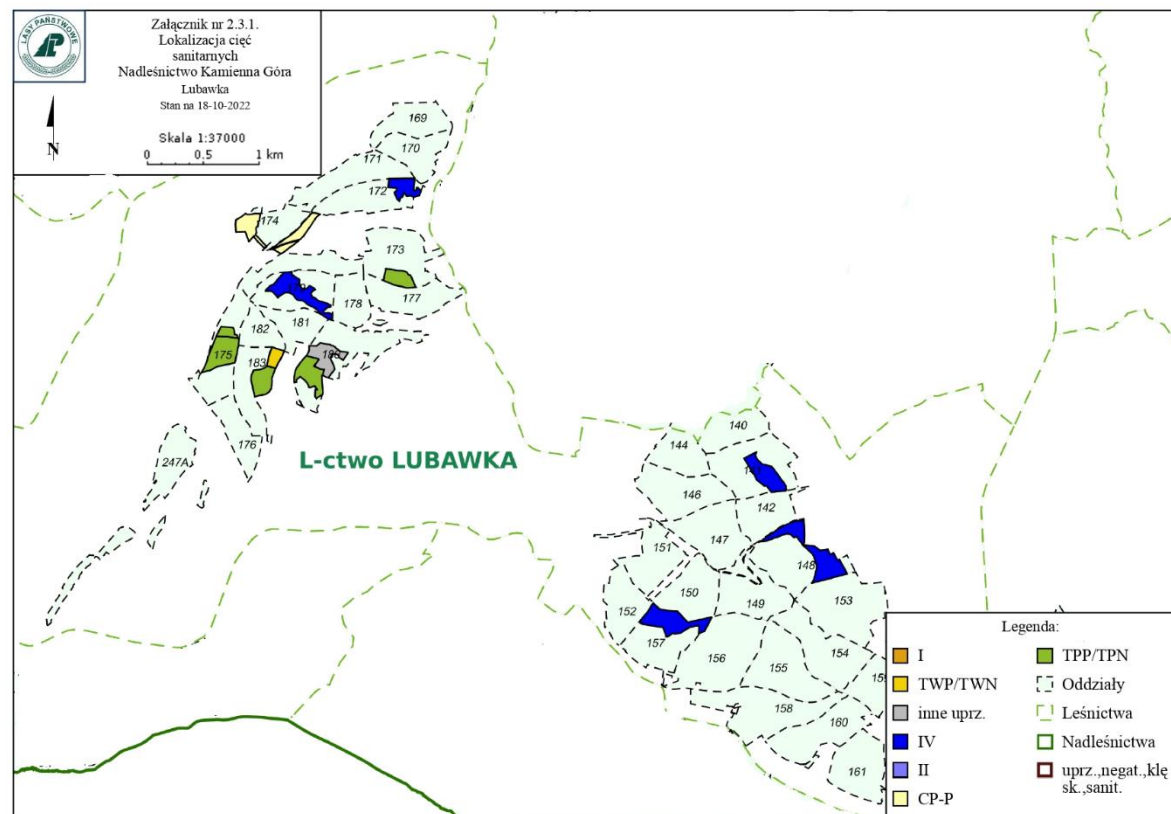 LASY PAŃSTWOWE
Załącznik nr 2.3.1.
Lokalizacja cięć
sanitarnych
Nadleśnictwo Kamienna Góra
Lubawka
Stan na 18-10-2022
N
Skala 1:37000
0 0.5 1 km
169
170
171
172
174
173
177
178
181
182
175
183
176
247A
L-ctwo LUBAWKA
140
144
146
142
147
151
148
150
149
152
153
157
156
154
155
158
160
161
Legenda:
I
TWP/TWN
inne uprz.
IV
II
CP-P
TPP/TPN
Oddziały
Leśnictwa
Nadleśnictwa
uprz.,negat.,klę
sk.,sanit.